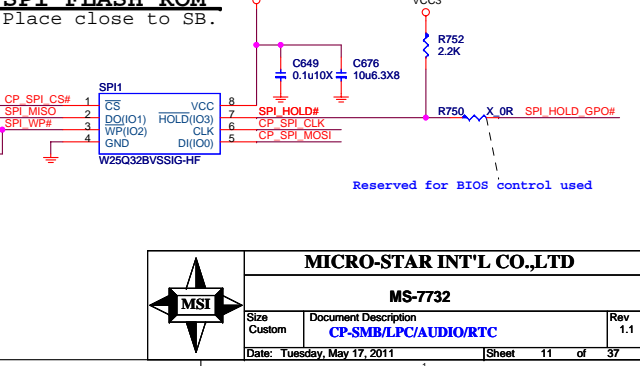 SPI FLASH ROM
Place close to SB.
VCC3
R752
2.2K
C649
0.1u10X
C676
10u6.3X8
SPI1
CP_SPI_CS# 1 CS VCC 8
SPI_MISO 2 DO(IO1) HOLD(IO3) 7 SPI_HOLD# R750 X_0R SPI_HOLD_GPO#
SPI_WP# 3 WP(IO2) CLK 6 CP_SPI_CLK
4 GND DI(IO0) 5 CP_SPI_MOSI
W25Q32BVSSIG-HF
Reserved for BIOS control used
MICRO-STAR INT'L CO.,LTD
MSI
MS-7732
Size Document Description Rev
Custom CP-SMB/LPC/AUDIO/RTC 1.1
Date: Tuesday, May 17, 2011 Sheet 11 of 37